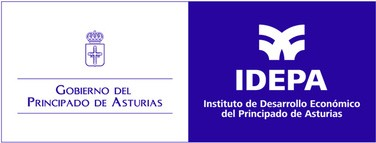 GOBIERNO DEL
PRINCIPADO DE ASTURIAS
IDEPA
Instituto de Desarrollo Económico
del Principado de Asturias